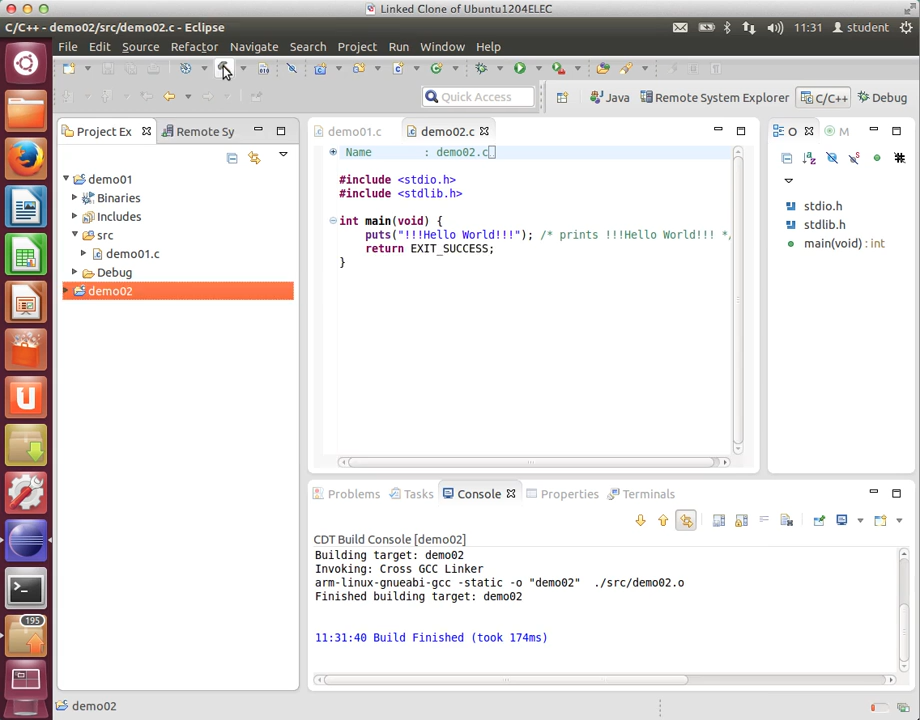 Linked Clone of Ubuntu1204ELEC
C/C++ - demo02/src/demo02.c - Eclipse
11:31 student
File Edit Source Refactor Navigate Search Project Run Window Help
010
Quick Access
Java
Remote System Explorer
C/C++
Debug
Project Ex
Remote Sy
demo01.c
demo02.c
O
M
Name : demo02.c
demo01
Binaries
Includes
src
demo01.c
Debug
demo02
#include <stdio.h>
#include <stdlib.h>
int main(void) {
puts("!!!Hello World!!!"); /* prints !!!Hello World!!! *,
return EXIT_SUCCESS;
}
stdio.h
stdlib.h
main(void) : int
Problems
Tasks
Console
Properties
Terminals
CDT Build Console [demo02]
Building target: demo02
Invoking: Cross GCC Linker
arm-linux-gnueabi-gcc -static -o "demo02" ./src/demo02.o
Finished building target: demo02
11:31:40 Build Finished (took 174ms)
195
demo02